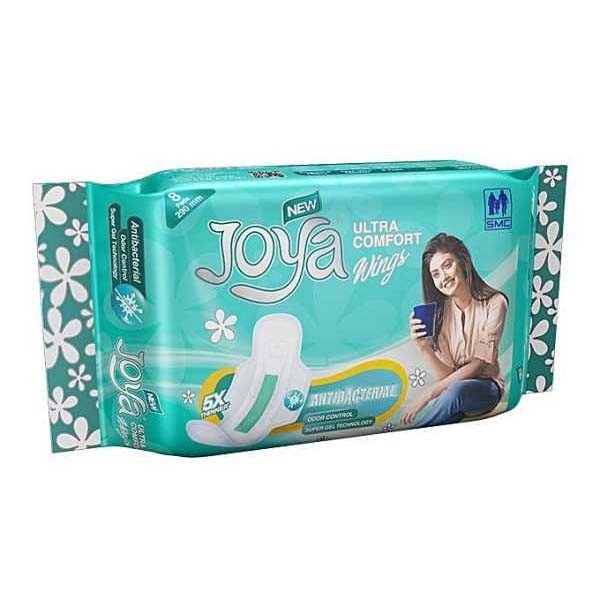 NEW
JOYA
ULTRA
COMFORT
Wings
SMC
8 Pads
290 mm
Antibacterial
Odor Control
Super Gel Technology
5X
THINNER
ANTIBACTERIAL
ODOR CONTROL
SUPER GEL TECHNOLOGY
JOYA
NEW
ULTRA
COMFORT